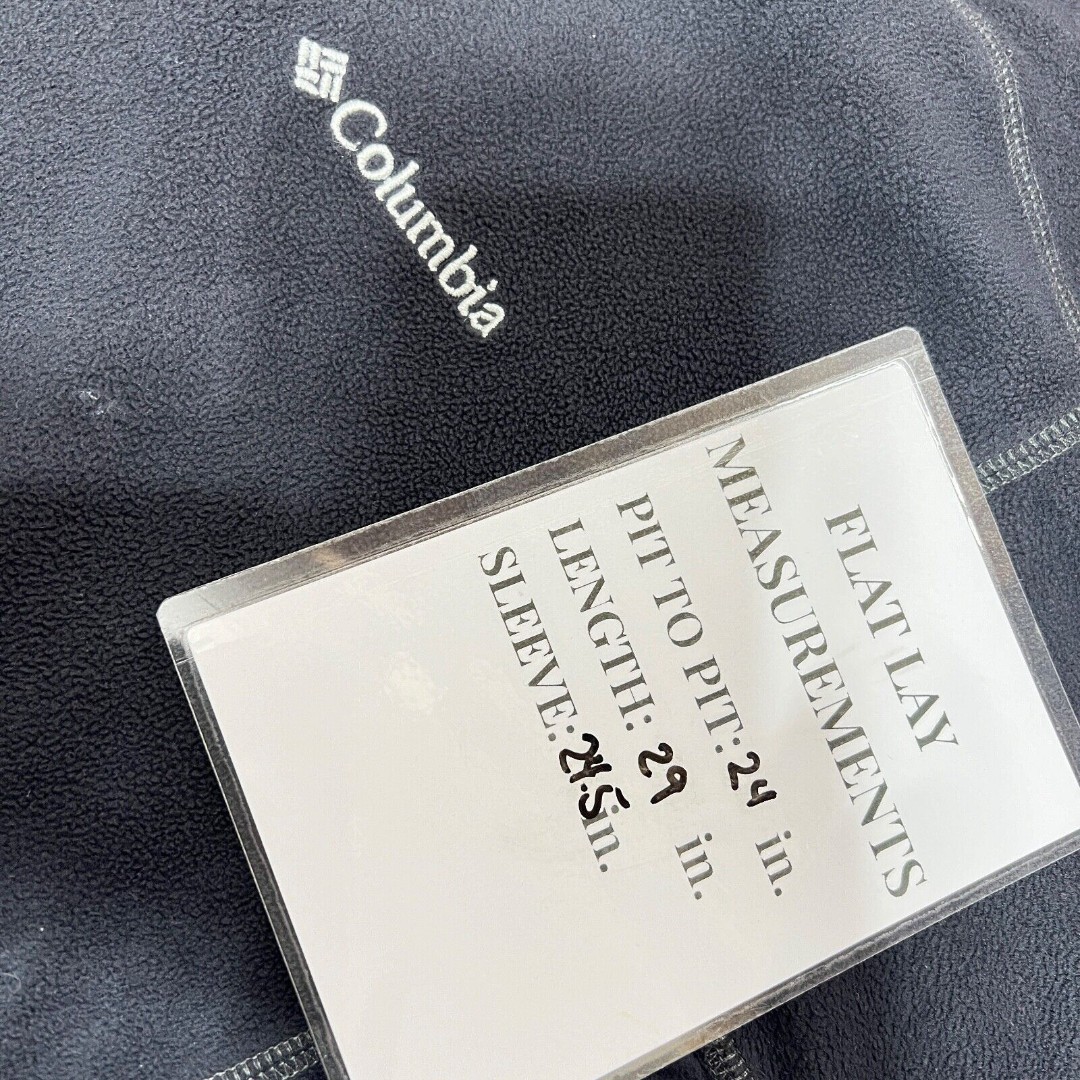 Columbia
FLAT LAY
MEASUREMENTS
PIT TO PIT: 24 in.
LENGTH: 29 in.
SLEEVE: 24.5 in.